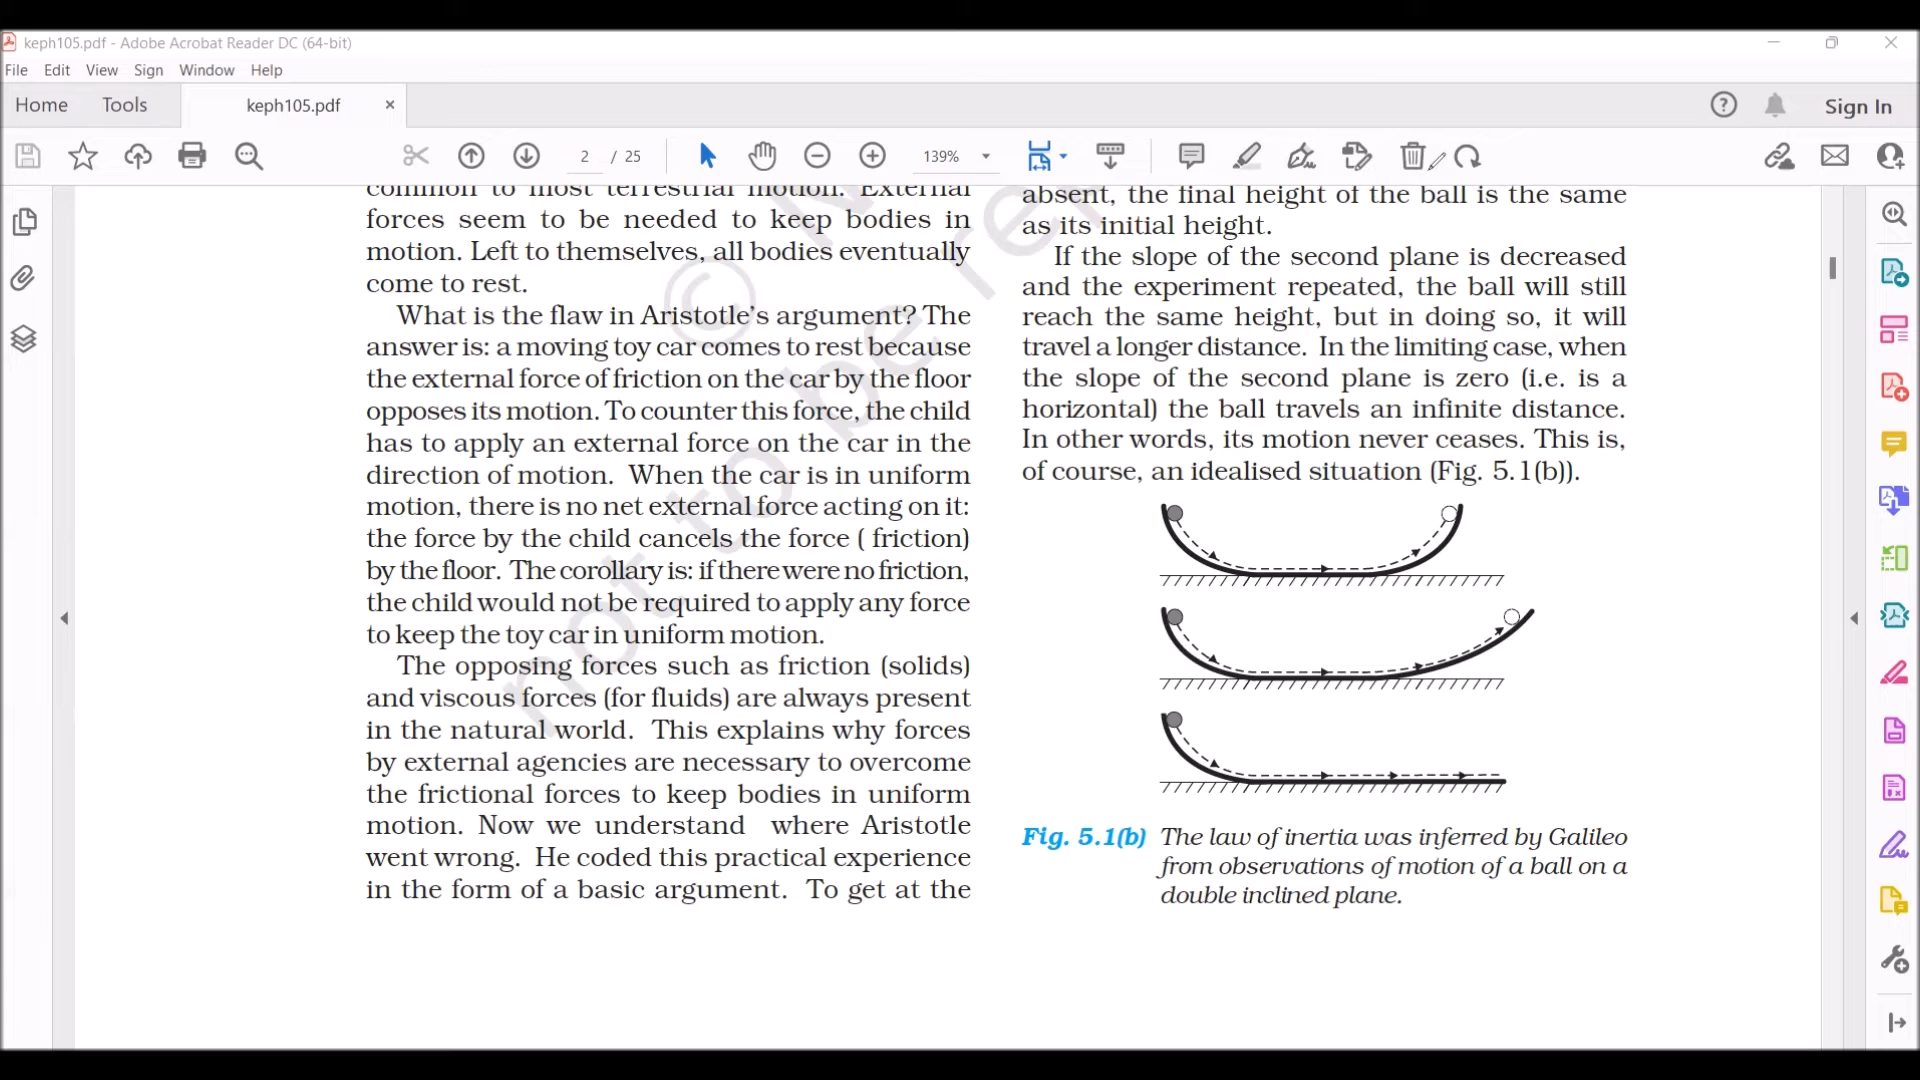 keph105.pdf - Adobe Acrobat Reader DC (64-bit)
File Edit View Sign Window Help
Home Tools keph105.pdf × Sign In
2 / 25 139%
common to most terrestrial motion. External
forces seem to be needed to keep bodies in
motion. Left to themselves, all bodies eventually
come to rest.
What is the flaw in Aristotle's argument? The
answer is: a moving toy car comes to rest because
the external force of friction on the car by the floor
opposes its motion. To counter this force, the child
has to apply an external force on the car in the
direction of motion. When the car is in uniform
motion, there is no net external force acting on it:
the force by the child cancels the force ( friction)
by the floor. The corollary is: if there were no friction,
the child would not be required to apply any force
to keep the toy car in uniform motion.
The opposing forces such as friction (solids)
and viscous forces (for fluids) are always present
in the natural world. This explains why forces
by external agencies are necessary to overcome
the frictional forces to keep bodies in uniform
motion. Now we understand where Aristotle
went wrong. He coded this practical experience
in the form of a basic argument. To get at the
absent, the final height of the ball is the same
as its initial height.
If the slope of the second plane is decreased
and the experiment repeated, the ball will still
reach the same height, but in doing so, it will
travel a longer distance. In the limiting case, when
the slope of the second plane is zero (i.e. is a
horizontal) the ball travels an infinite distance.
In other words, its motion never ceases. This is,
of course, an idealised situation (Fig. 5.1(b)).
Fig. 5.1(b) The law of inertia was inferred by Galileo
from observations of motion of a ball on a
double inclined plane.
©
not to be